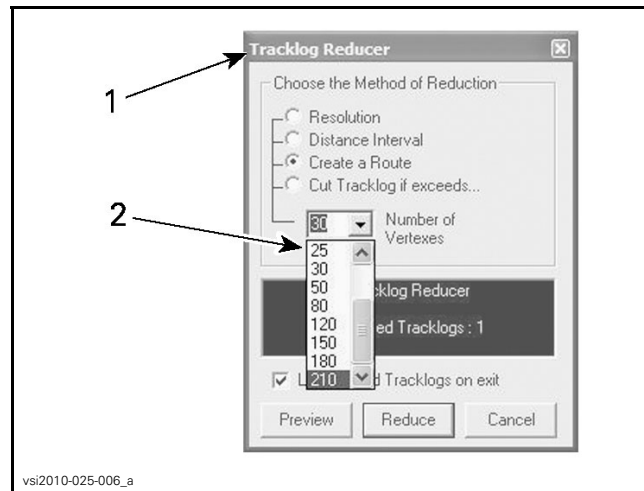 Tracklog Reducer
1
Choose the Method of Reduction
Resolution
Distance Interval
Create a Route
Cut Tracklog if exceeds...
2
30
Number of
Vertexes
25
30
50
80
120
150
180
210
Reducer
Tracklogs : 1
Tracklogs on exit
Preview
Reduce
Cancel
vsi2010-025-006_a